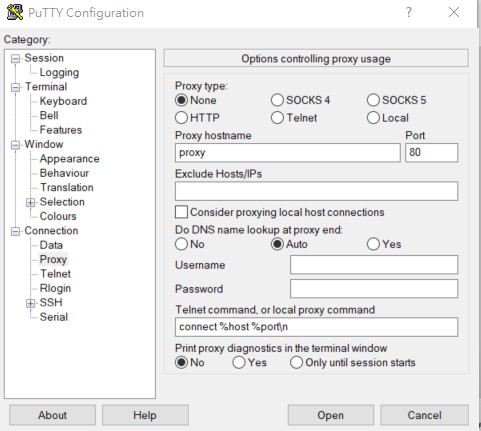 PuTTY Configuration ? ×
Category:
Session
Logging
Terminal
Keyboard
Bell
Features
Window
Appearance
Behaviour
Translation
Selection
Colours
Connection
Data
Proxy
Telnet
Rlogin
SSH
Serial
Options controlling proxy usage
Proxy type:
None SOCKS 4 SOCKS 5
HTTP Telnet Local
Proxy hostname Port
proxy 80
Exclude Hosts/IPs
Consider proxying local host connections
Do DNS name lookup at proxy end:
No Auto Yes
Username
Password
Telnet command, or local proxy command
connect %host %port\n
Print proxy diagnostics in the terminal window
No Yes Only until session starts
About Help Open Cancel